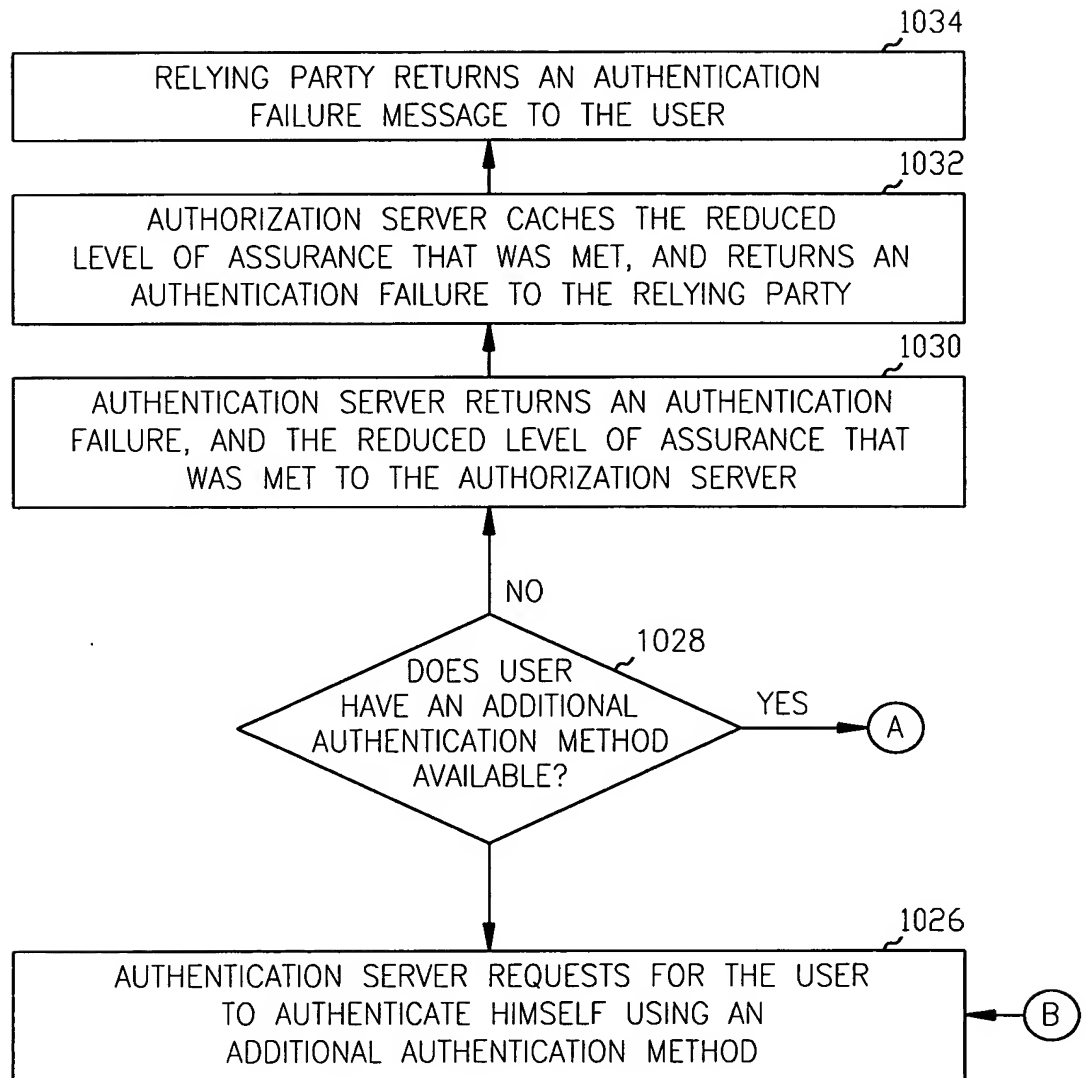 1034
RELYING PARTY RETURNS AN AUTHENTICATION
FAILURE MESSAGE TO THE USER
1032
AUTHORIZATION SERVER CACHES THE REDUCED
LEVEL OF ASSURANCE THAT WAS MET, AND RETURNS AN
AUTHENTICATION FAILURE TO THE RELYING PARTY
1030
AUTHENTICATION SERVER RETURNS AN AUTHENTICATION
FAILURE, AND THE REDUCED LEVEL OF ASSURANCE THAT
WAS MET TO THE AUTHORIZATION SERVER
NO
1028
DOES USER
HAVE AN ADDITIONAL
AUTHENTICATION METHOD
AVAILABLE?
YES
A
1026
AUTHENTICATION SERVER REQUESTS FOR THE USER
TO AUTHENTICATE HIMSELF USING AN
ADDITIONAL AUTHENTICATION METHOD
B